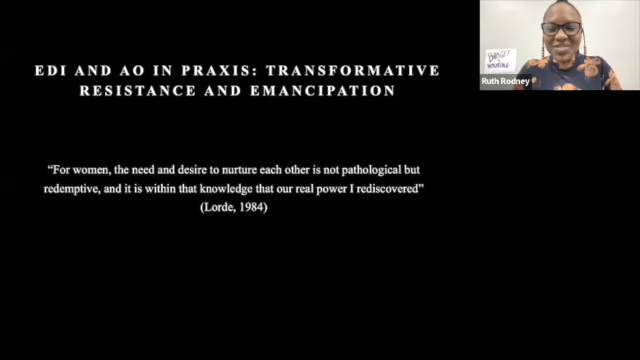 EDI AND AO IN PRAXIS: TRANSFORMATIVE
RESISTANCE AND EMANCIPATION
“For women, the need and desire to nurture each other is not pathological but
redemptive, and it is within that knowledge that our real power I rediscovered”
(Lorde, 1984)
Ruth Rodney